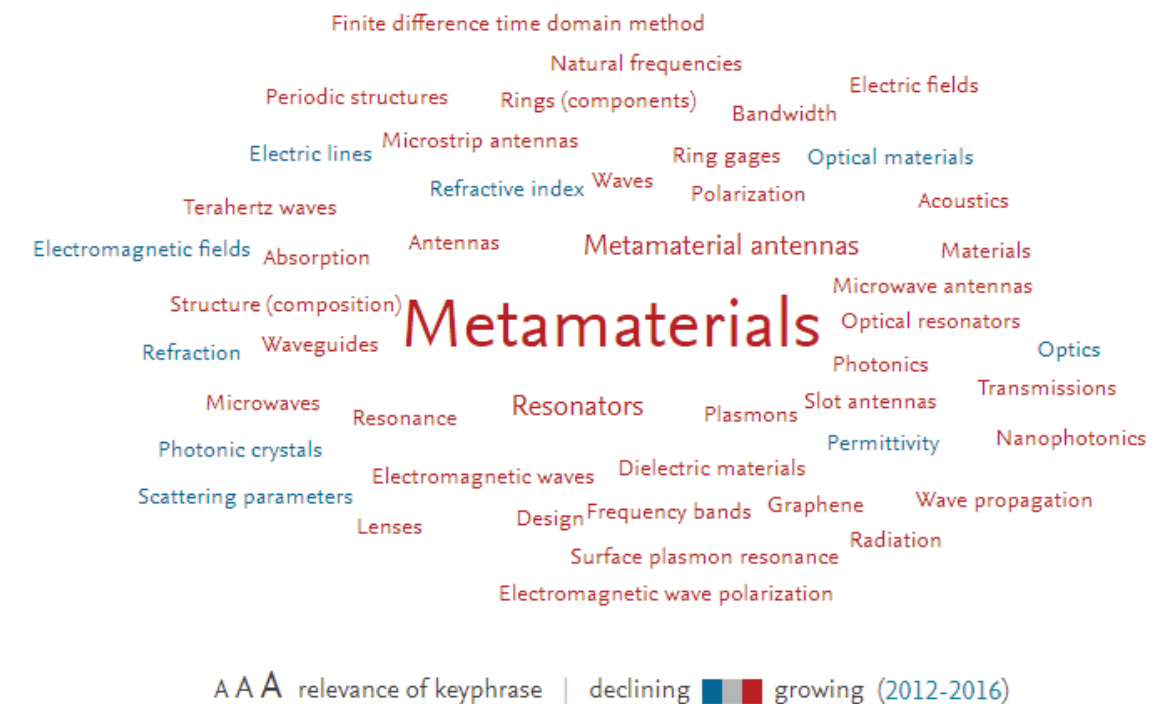 Finite difference time domain method
Natural frequencies
Electric fields
Periodic structures
Rings (components)
Bandwidth
Microstrip antennas
Electric lines
Ring gages
Optical materials
Waves
Refractive index
Polarization
Acoustics
Terahertz waves
Antennas
Metamaterial antennas
Electromagnetic fields
Absorption
Materials
Microwave antennas
Structure (composition)
Metamaterials
Optical resonators
Refraction
Waveguides
Optics
Photonics
Transmissions
Microwaves
Resonance
Resonators
Plasmons
Slot antennas
Permittivity
Nanophotonics
Photonic crystals
Electromagnetic waves
Dielectric materials
Scattering parameters
Lenses
Design
Frequency bands
Graphene
Wave propagation
Radiation
Surface plasmon resonance
Electromagnetic wave polarization
A A A relevance of keyphrase | declining growing (2012-2016)